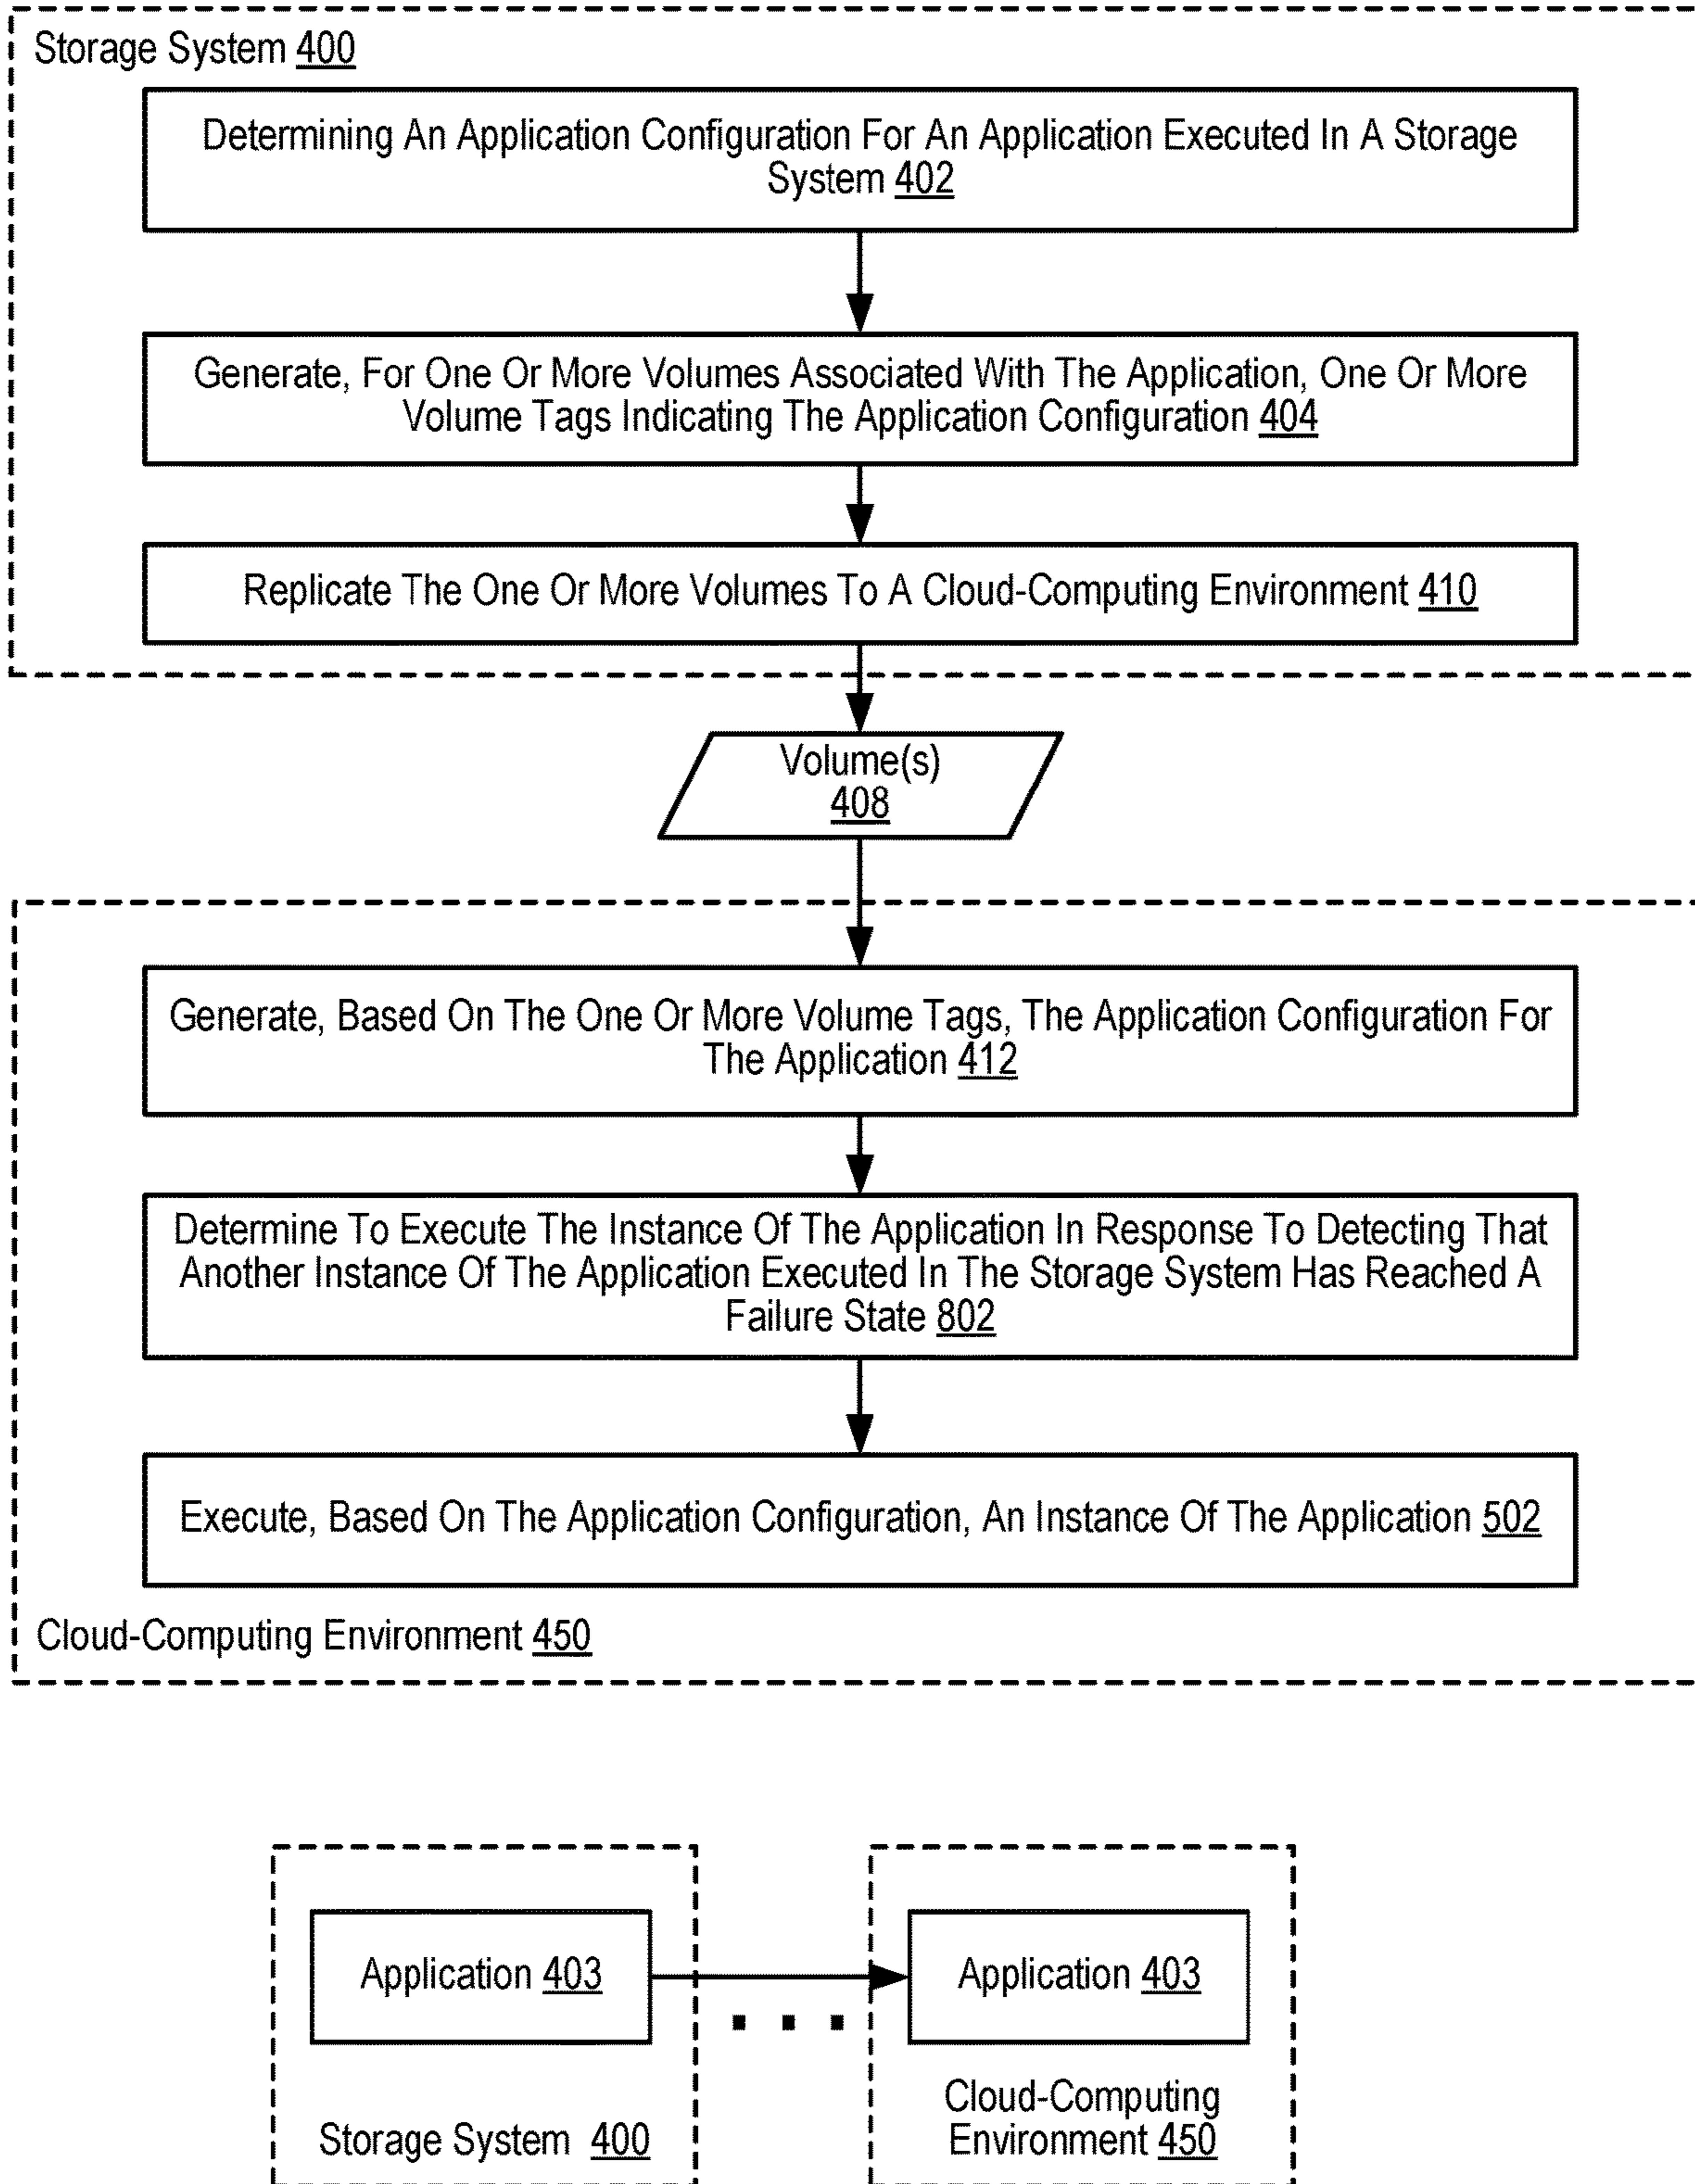 Storage System 400
Determining An Application Configuration For An Application Executed In A Storage
System 402
Generate, For One Or More Volumes Associated With The Application, One Or More
Volume Tags Indicating The Application Configuration 404
Replicate The One Or More Volumes To A Cloud-Computing Environment 410
Volume(s)
408
Generate, Based On The One Or More Volume Tags, The Application Configuration For
The Application 412
Determine To Execute The Instance Of The Application In Response To Detecting That
Another Instance Of The Application Executed In The Storage System Has Reached A
Failure State 802
Execute, Based On The Application Configuration, An Instance Of The Application 502
Cloud-Computing Environment 450
Application 403
Storage System 400
Application 403
Cloud-Computing
Environment 450